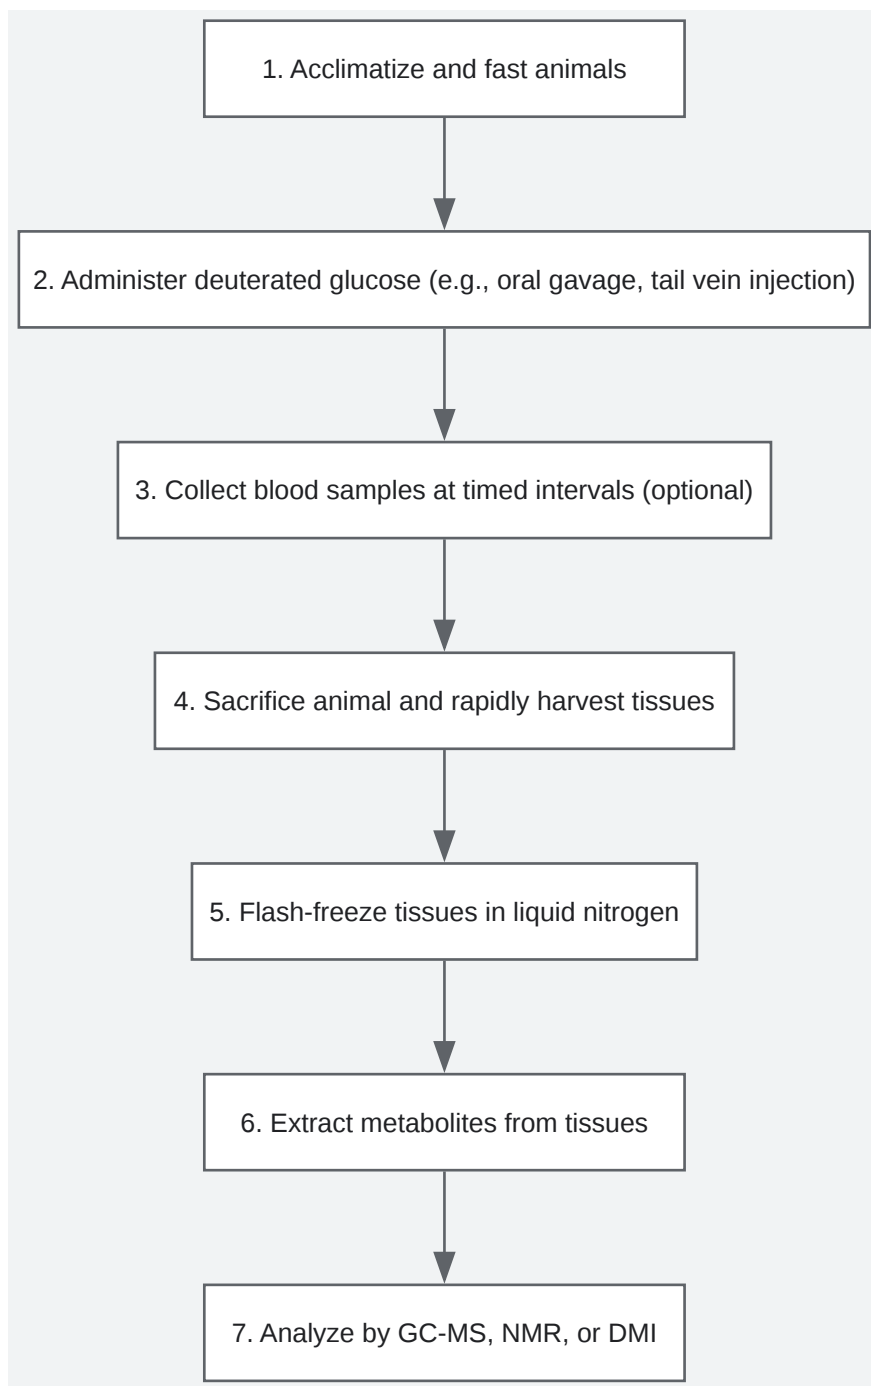 1. Acclimatize and fast animals
2. Administer deuterated glucose (e.g., oral gavage, tail vein injection)
3. Collect blood samples at timed intervals (optional)
4. Sacrifice animal and rapidly harvest tissues
5. Flash-freeze tissues in liquid nitrogen
6. Extract metabolites from tissues
7. Analyze by GC-MS, NMR, or DMI